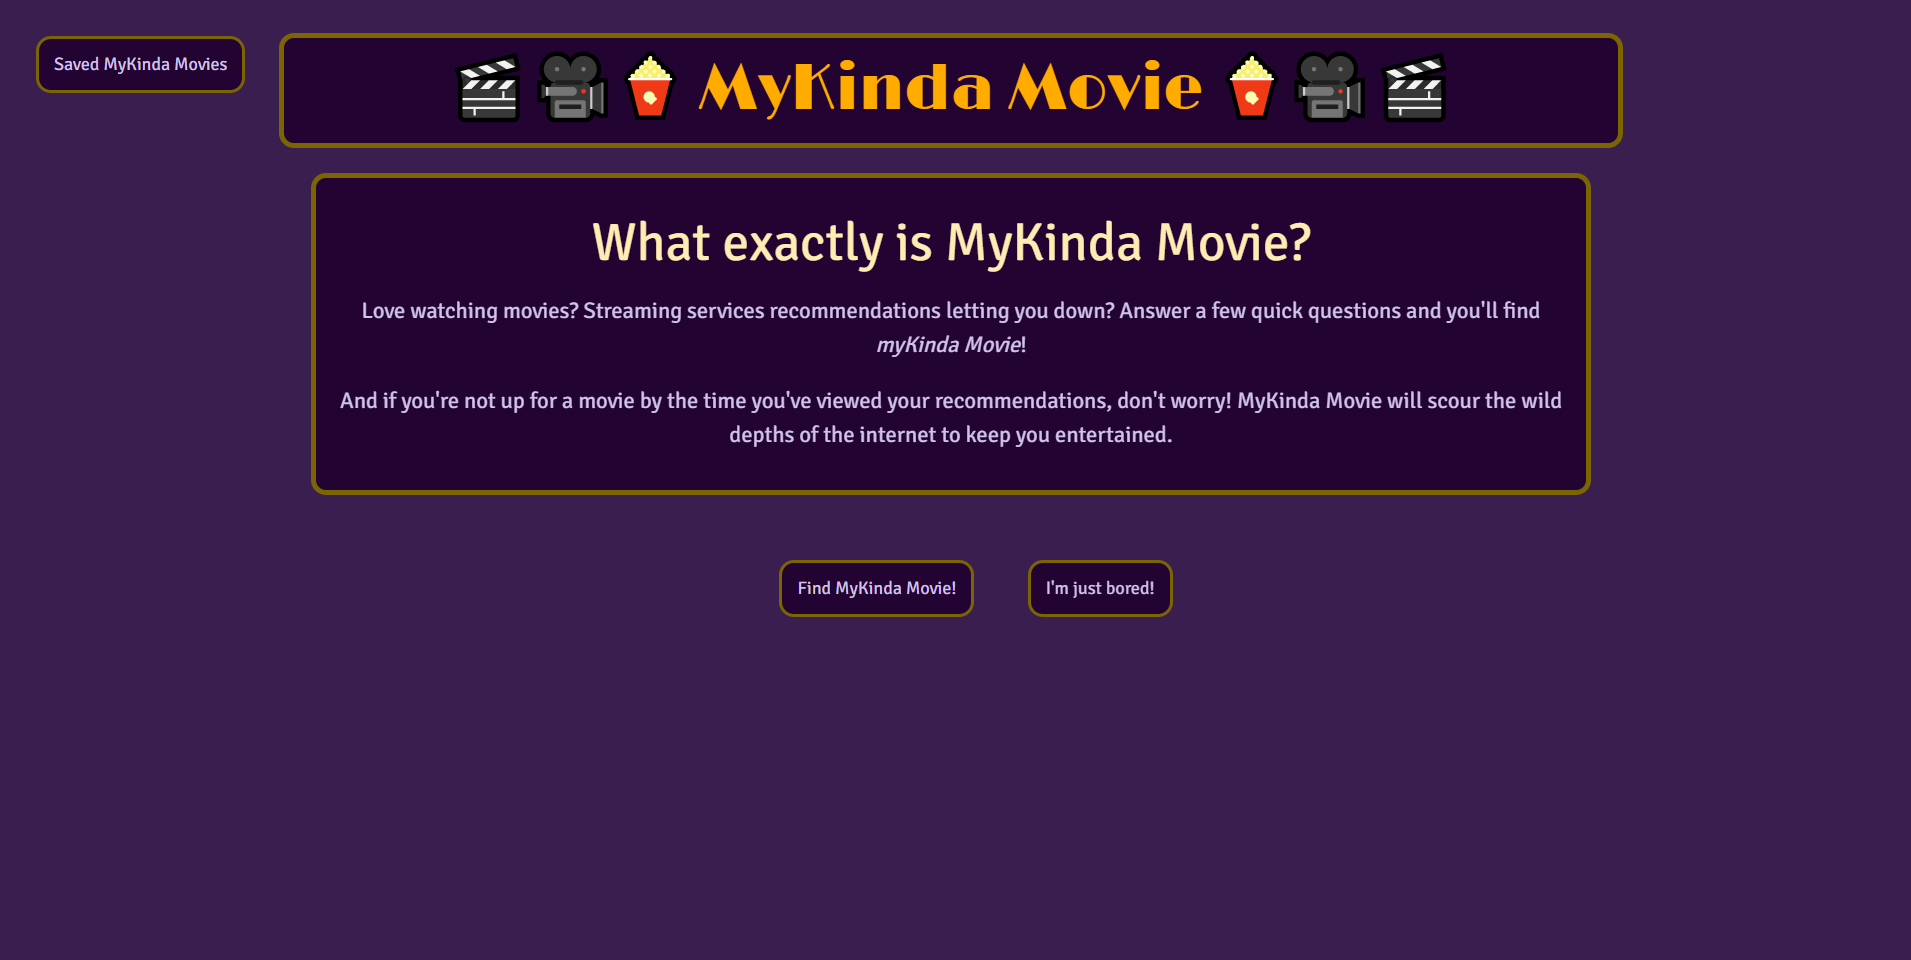 Saved MyKinda Movies
MyKinda Movie
What exactly is MyKinda Movie?
Love watching movies? Streaming services recommendations letting you down? Answer a few quick questions and you'll find
myKinda Movie!
And if you're not up for a movie by the time you've viewed your recommendations, don't worry! MyKinda Movie will scour the wild
depths of the internet to keep you entertained.
Find MyKinda Movie!
I'm just bored!